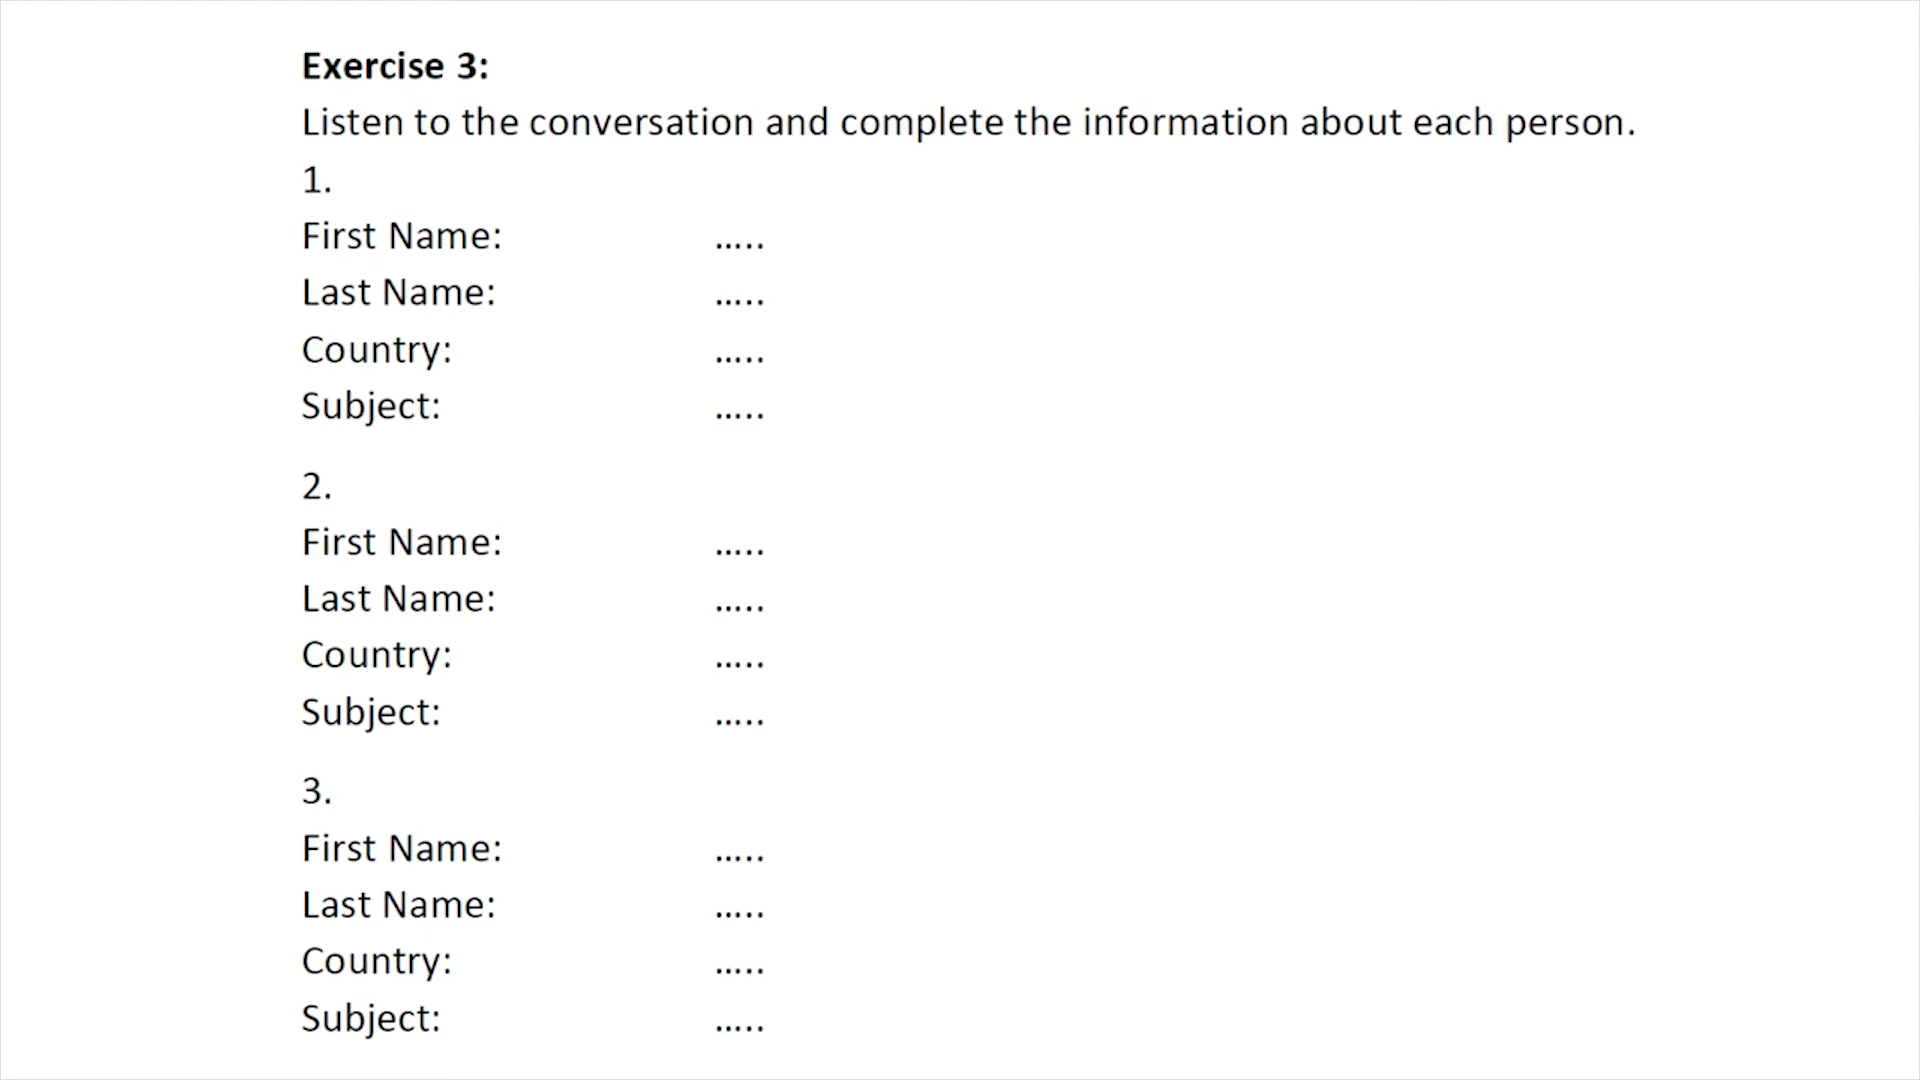 Exercise 3:
Listen to the conversation and complete the information about each person.
1.
First Name: .....
Last Name: .....
Country: .....
Subject: .....
2.
First Name: .....
Last Name: .....
Country: .....
Subject: .....
3.
First Name: .....
Last Name: .....
Country: .....
Subject: .....